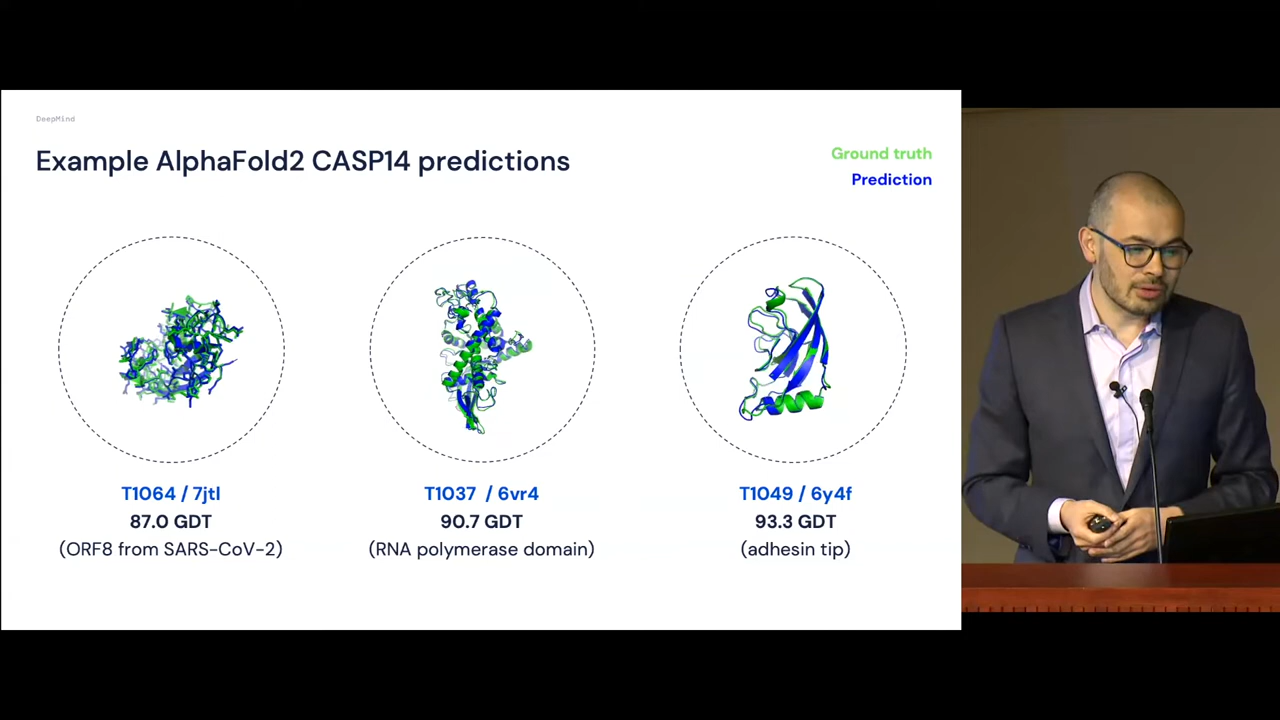 DeepMind
Example AlphaFold2 CASP14 predictions
Ground truth
Prediction
T1064 / 7jtl
87.0 GDT
(ORF8 from SARS-CoV-2)
T1037 / 6vr4
90.7 GDT
(RNA polymerase domain)
T1049 / 6y4f
93.3 GDT
(adhesin tip)